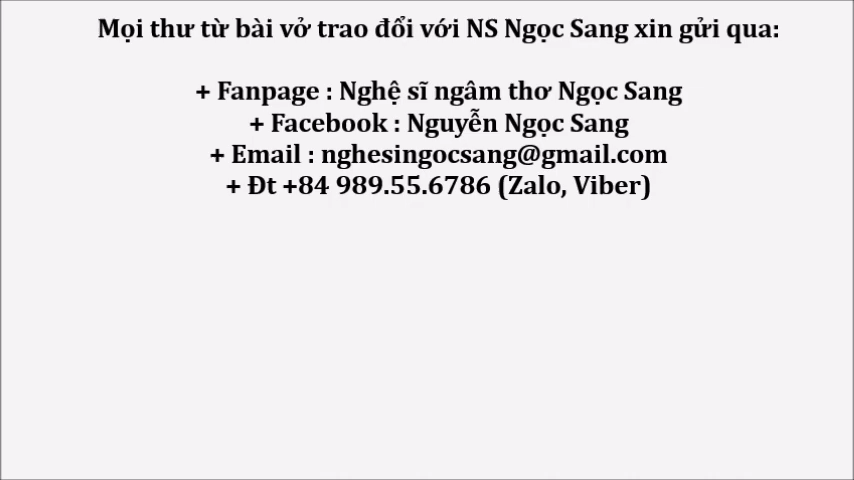 Mọi thư từ bài vở trao đổi với NS Ngọc Sang xin gửi qua:
+ Fanpage : Nghệ sĩ ngâm thơ Ngọc Sang
+ Facebook : Nguyễn Ngọc Sang
+ Email : nghesingocsang@gmail.com
+ Đt +84 989.55.6786 (Zalo, Viber)